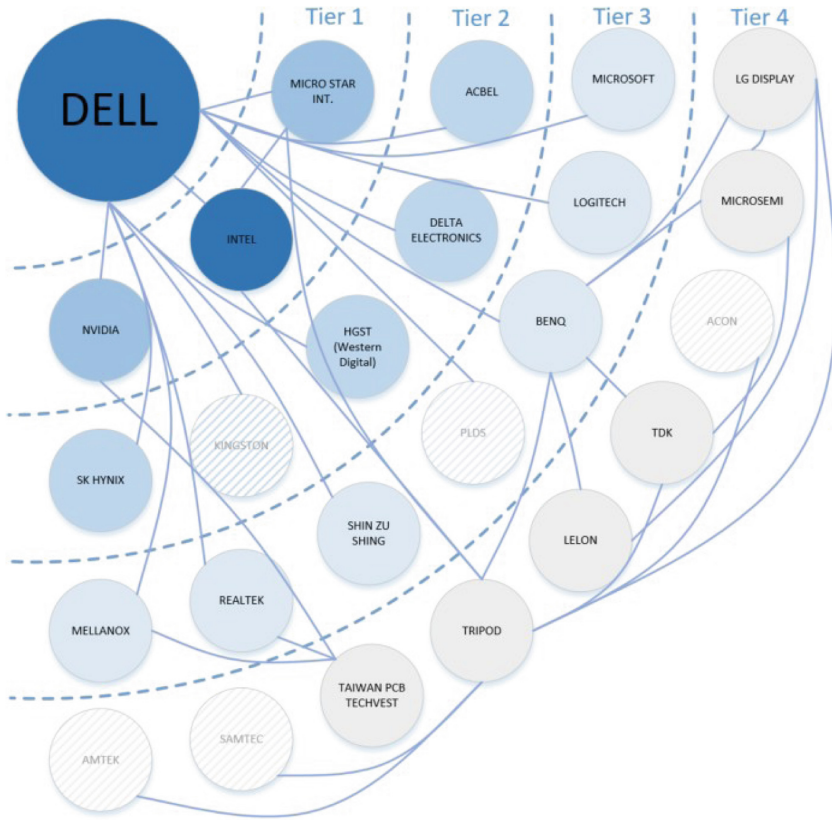 Tier 1
Tier 2
Tier 3
Tier 4
DELL
MICRO STAR
INT.
ACBEL
MICROSOFT
LG DISPLAY
INTEL
DELTA
ELECTRONICS
LOGITECH
MICROSEMI
NVIDIA
HGST
(Western
Digital)
BENQ
ACON
KINGSTON
PLDS
TDK
SK HYNIX
SHIN ZU
SHING
LELON
MELLANOX
REALTEK
TRIPOD
TAIWAN PCB
TECHVEST
AMTEK
SAMTEC